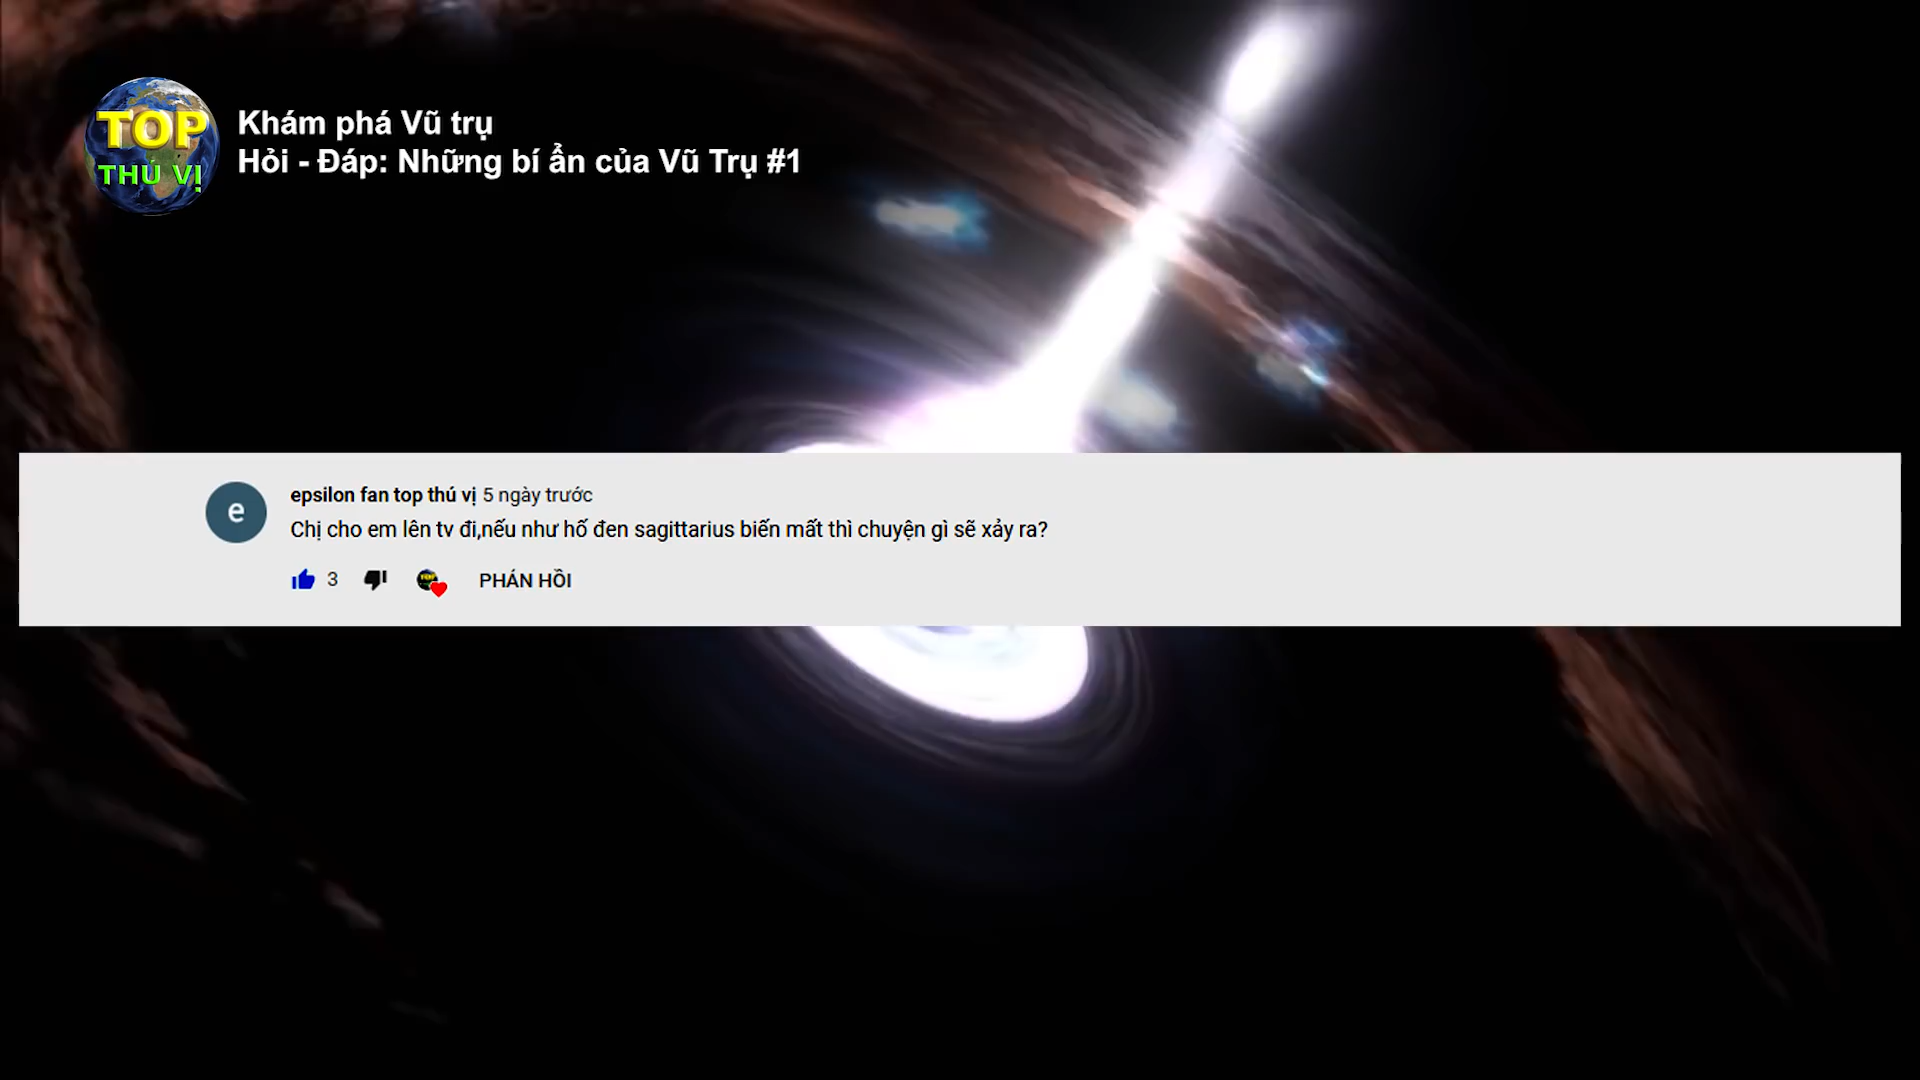 TOP
THÚ VỊ
Khám phá Vũ trụ
Hỏi - Đáp: Những bí ẩn của Vũ Trụ #1
e
epsilon fan top thú vị 5 ngày trước
Chị cho em lên tv đi,nếu như hố đen sagittarius biến mất thì chuyện gì sẽ xảy ra?
3
PHẢN HỒI